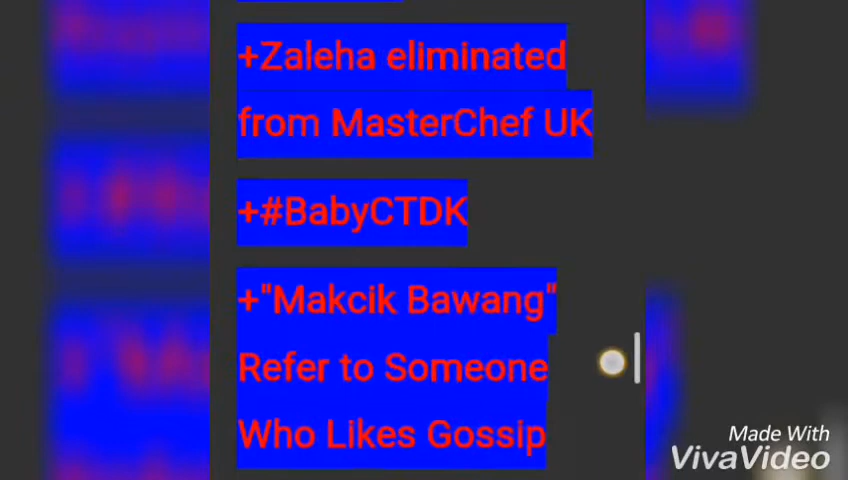 +Zaleha eliminated
from MasterChef UK
+#BabyCTDK
+"Makcik Bawang"
Refer to Someone
Who Likes Gossip
Made With
VivaVideo